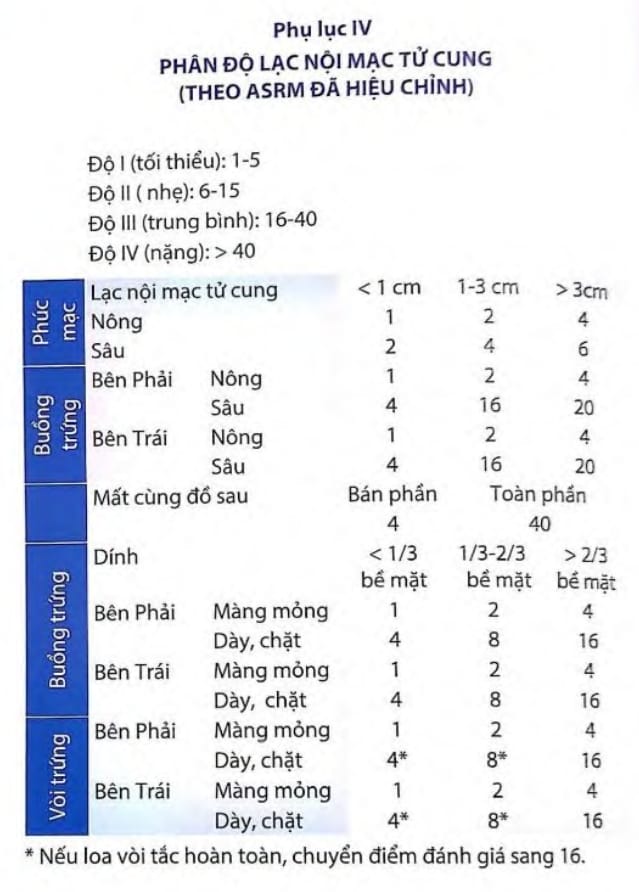 Phụ lục IV
PHÂN ĐỘ LẠC NỘI MẠC TỬ CUNG
(THEO ASRM ĐÃ HIỆU CHỈNH)
Độ I (tối thiểu): 1-5
Độ II ( nhẹ): 6-15
Độ III (trung bình): 16-40
Độ IV (nặng): > 40
Phúc mạc
Lạc nội mạc tử cung < 1 cm 1-3 cm > 3cm
Nông 1 2 4
Sâu 2 4 6
Buồng trứng
Bên Phải Nông 1 2 4
Sâu 4 16 20
Bên Trái Nông 1 2 4
Sâu 4 16 20
Mất cùng đồ sau Bán phần Toàn phần
4 40
Dính < 1/3 1/3-2/3 > 2/3
bề mặt bề mặt bề mặt
Buồng trứng
Bên Phải Màng mỏng 1 2 4
Dày, chặt 4 8 16
Bên Trái Màng mỏng 1 2 4
Dày, chặt 4 8 16
Vòi trứng
Bên Phải Màng mỏng 1 2 4
Dày, chặt 4* 8* 16
Bên Trái Màng mỏng 1 2 4
Dày, chặt 4* 8* 16
* Nếu loa vòi tắc hoàn toàn, chuyển điểm đánh giá sang 16.